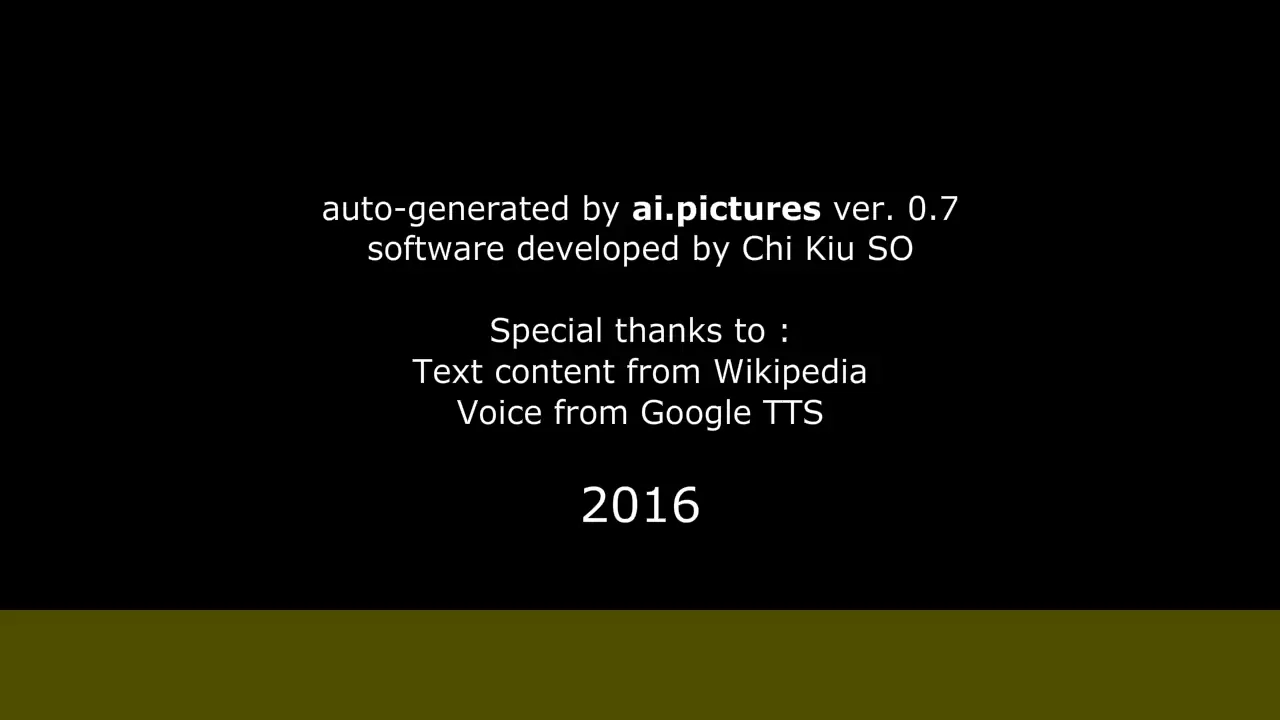 auto-generated by ai.pictures ver. 0.7
software developed by Chi Kiu SO
Special thanks to :
Text content from Wikipedia
Voice from Google TTS
2016